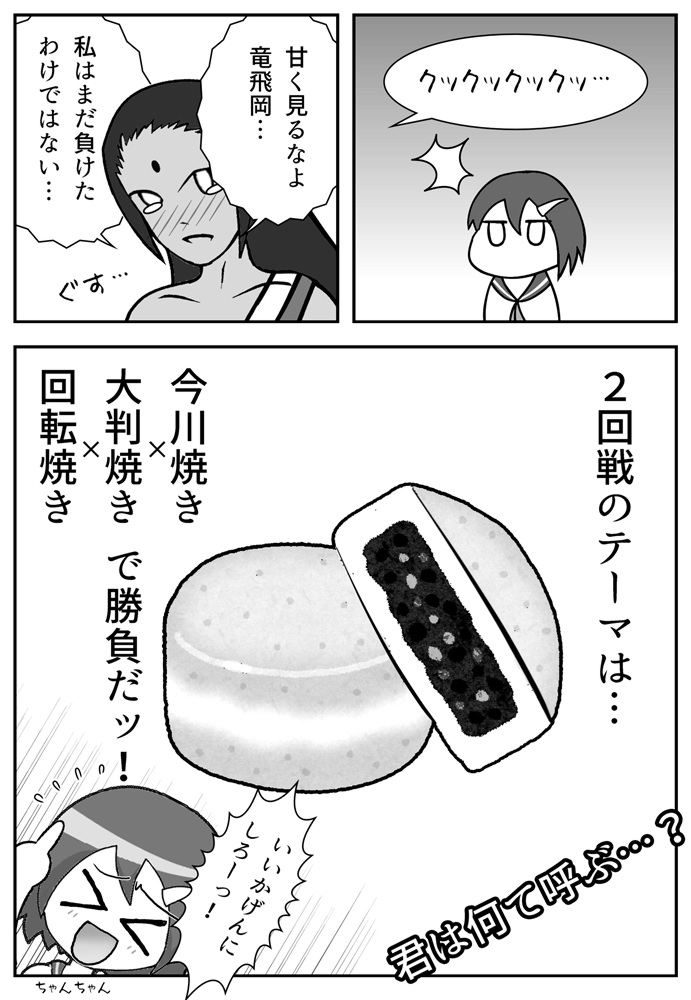 クックックックッ…
甘く見るなよ
竜飛岡…
私はまだ負けた
わけではない…
ぐす…
２回戦のテーマは…
今川焼き
×
大判焼き
×
回転焼き
で勝負だッ！
いいかげんに
しろーっ！
君は何て呼ぶ…？
ちゃんちゃん